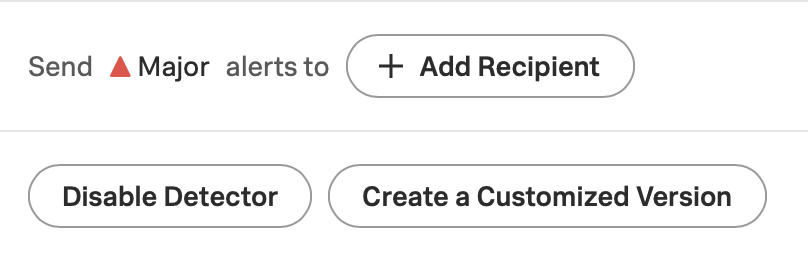 Send Major alerts to + Add Recipient
Disable Detector Create a Customized Version